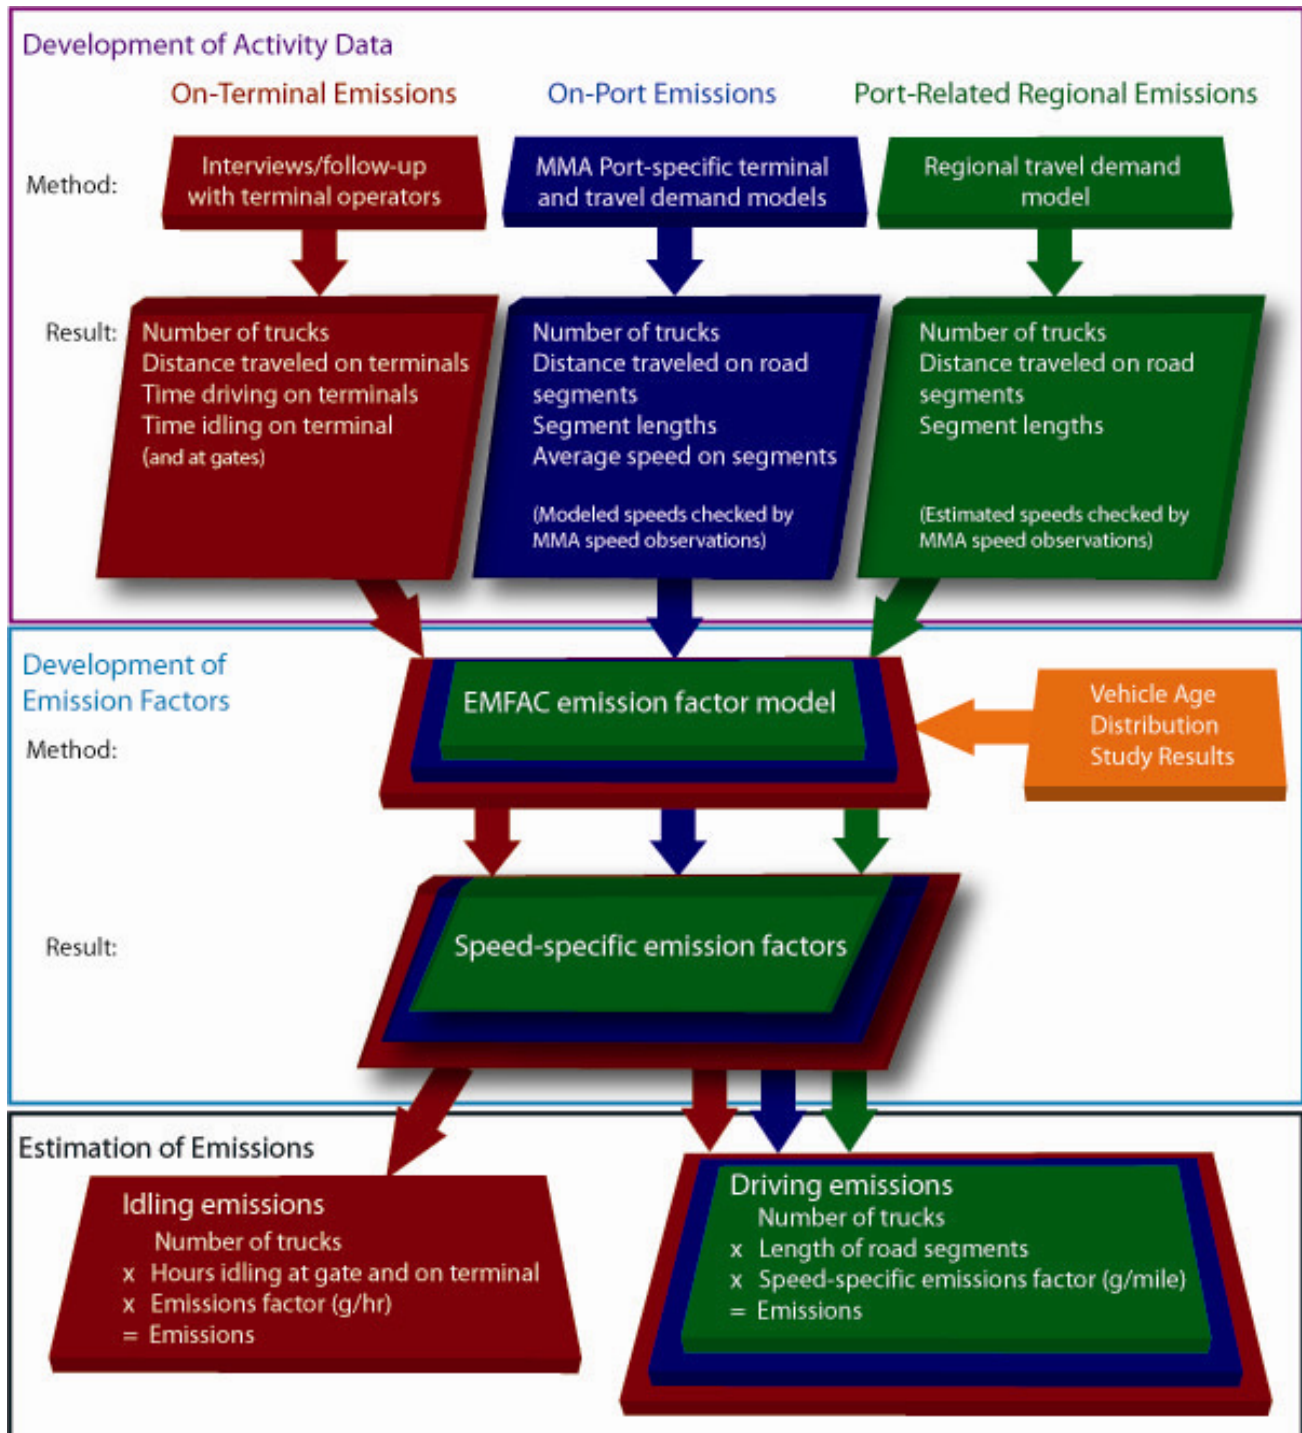 Development of Activity Data
On-Terminal Emissions
On-Port Emissions
Port-Related Regional Emissions
Method:
Interviews/follow-up
with terminal operators
MMA Port-specific terminal
and travel demand models
Regional travel demand
model
Result:
Number of trucks
Distance traveled on terminals
Time driving on terminals
Time idling on terminal
(and at gates)
Number of trucks
Distance traveled on road
segments
Segment lengths
Average speed on segments
(Modeled speeds checked by
MMA speed observations)
Number of trucks
Distance traveled on road
segments
Segment lengths
(Estimated speeds checked by
MMA speed observations)
Development of
Emission Factors
Method:
EMFAC emission factor model
Vehicle Age
Distribution
Study Results
Result:
Speed-specific emission factors
Estimation of Emissions
Idling emissions
Number of trucks
x Hours idling at gate and on terminal
x Emissions factor (g/hr)
= Emissions
Driving emissions
Number of trucks
x Length of road segments
x Speed-specific emissions factor (g/mile)
= Emissions